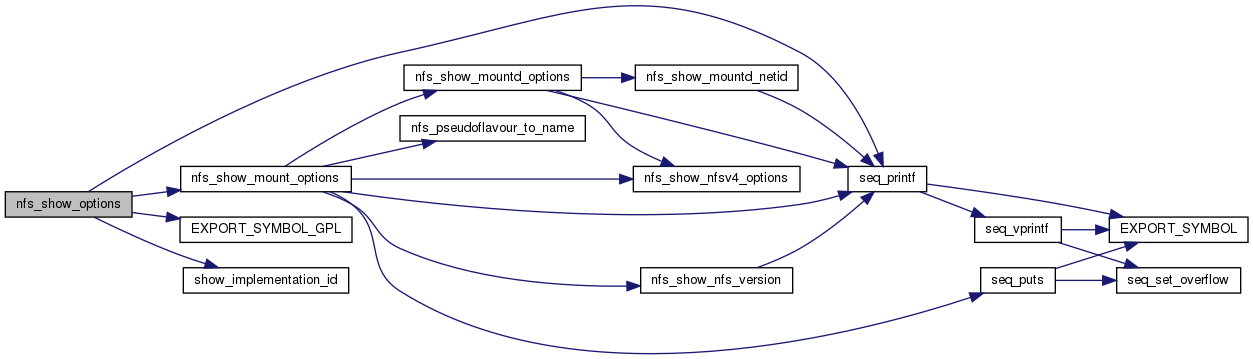 nfs_show_options
nfs_show_mount_options
EXPORT_SYMBOL_GPL
show_implementation_id
nfs_show_mountd_options
nfs_pseudoflavour_to_name
nfs_show_mountd_netid
nfs_show_nfsv4_options
nfs_show_nfs_version
seq_printf
seq_vprintf
seq_puts
EXPORT_SYMBOL
seq_set_overflow